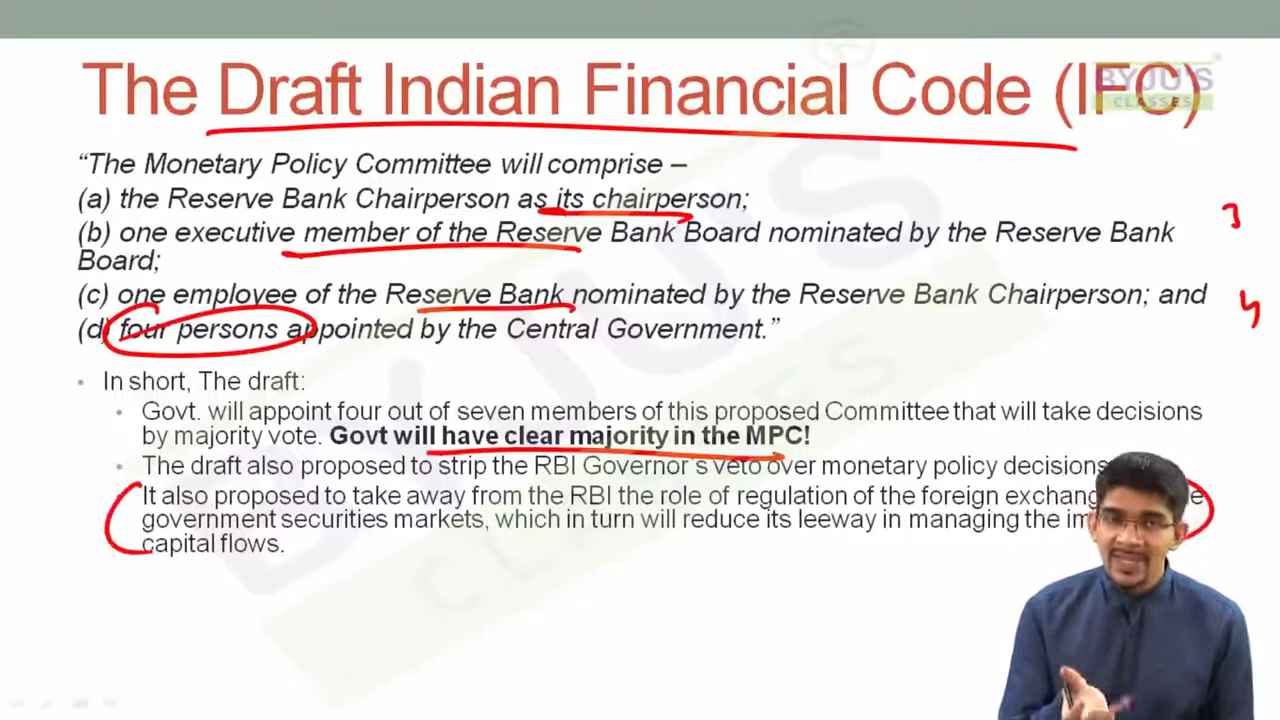 The Draft Indian Financial Code (IFC)
BYJU'S
CLASSES
“The Monetary Policy Committee will comprise –
(a) the Reserve Bank Chairperson as its chairperson;
(b) one executive member of the Reserve Bank Board nominated by the Reserve Bank
Board;
(c) one employee of the Reserve Bank nominated by the Reserve Bank Chairperson; and
(d) four persons appointed by the Central Government.”
3
4
• In short, The draft:
• Govt. will appoint four out of seven members of this proposed Committee that will take decisions
by majority vote. Govt will have clear majority in the MPC!
• The draft also proposed to strip the RBI Governor's veto over monetary policy decisions
It also proposed to take away from the RBI the role of regulation of the foreign
government securities markets, which in turn will reduce its leeway in managing the
capital flows.
BYJU'S
CLASSES